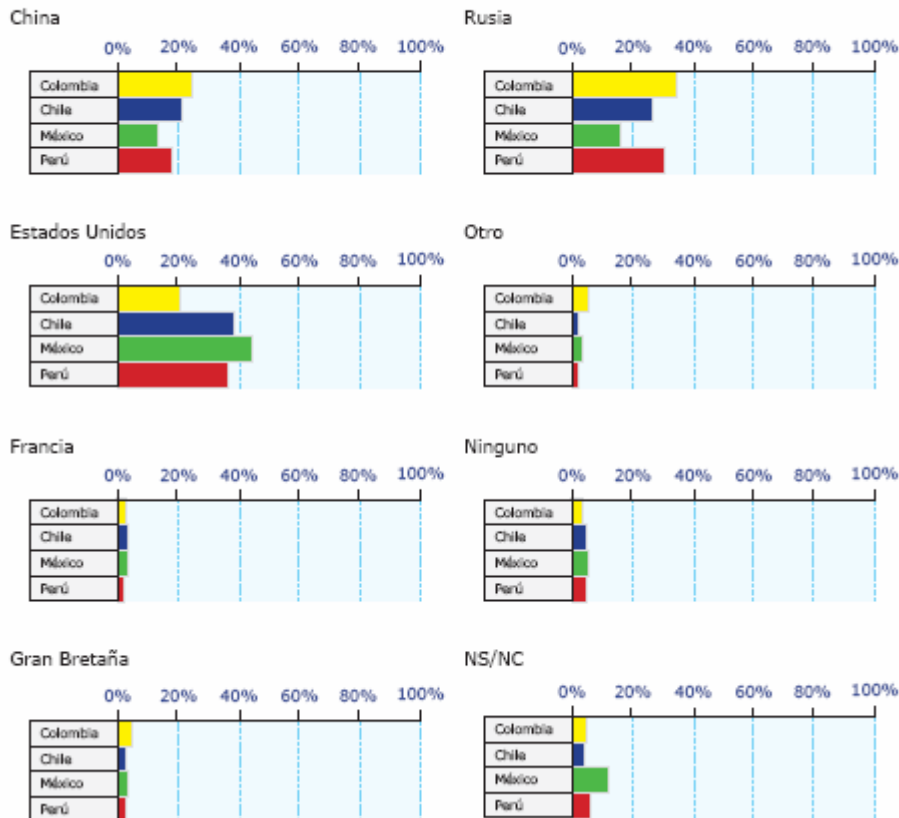 China
0% 20% 40% 60% 80% 100%
Colombia
Chile
México
Perú
Rusia
0% 20% 40% 60% 80% 100%
Colombia
Chile
México
Perú
Estados Unidos
0% 20% 40% 60% 80% 100%
Colombia
Chile
México
Perú
Otro
0% 20% 40% 60% 80% 100%
Colombia
Chile
México
Perú
Francia
0% 20% 40% 60% 80% 100%
Colombia
Chile
México
Perú
Ninguno
0% 20% 40% 60% 80% 100%
Colombia
Chile
México
Perú
Gran Bretaña
0% 20% 40% 60% 80% 100%
Colombia
Chile
México
Perú
NS/NC
0% 20% 40% 60% 80% 100%
Colombia
Chile
México
Perú